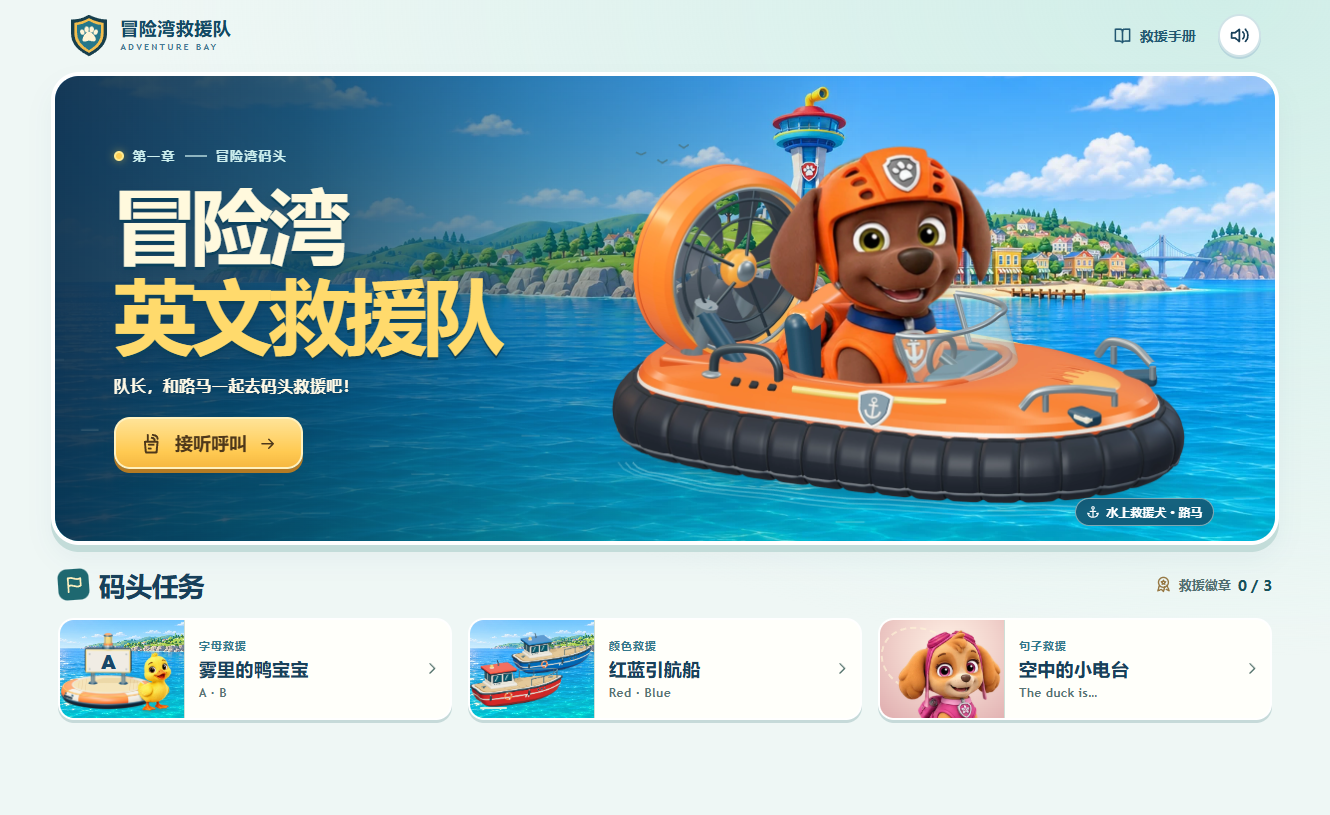 冒险湾救援队
ADVENTURE BAY
救援手册
第一章 — 冒险湾码头
冒险湾
英文救援队
队长，和路马一起去码头救援吧！
接听呼叫 →
水上救援犬 · 路马
码头任务
救援徽章 0 / 3
A
字母救援
雾里的鸭宝宝
A · B
颜色救援
红蓝引航船
Red · Blue
句子救援
空中的小电台
The duck is...